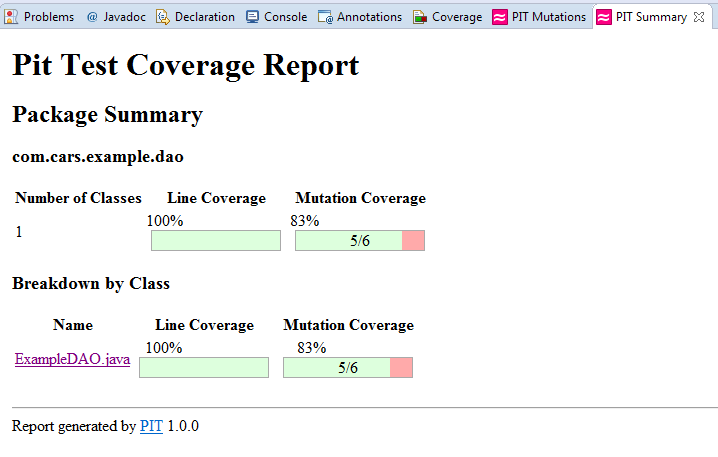 Problems @ Javadoc Declaration Console Annotations Coverage PIT Mutations PIT Summary
Pit Test Coverage Report
Package Summary
com.cars.example.dao
Number of Classes Line Coverage Mutation Coverage
100% 83%
1 5/6
Breakdown by Class
Name Line Coverage Mutation Coverage
100% 83%
ExampleDAO.java 5/6
Report generated by PIT 1.0.0